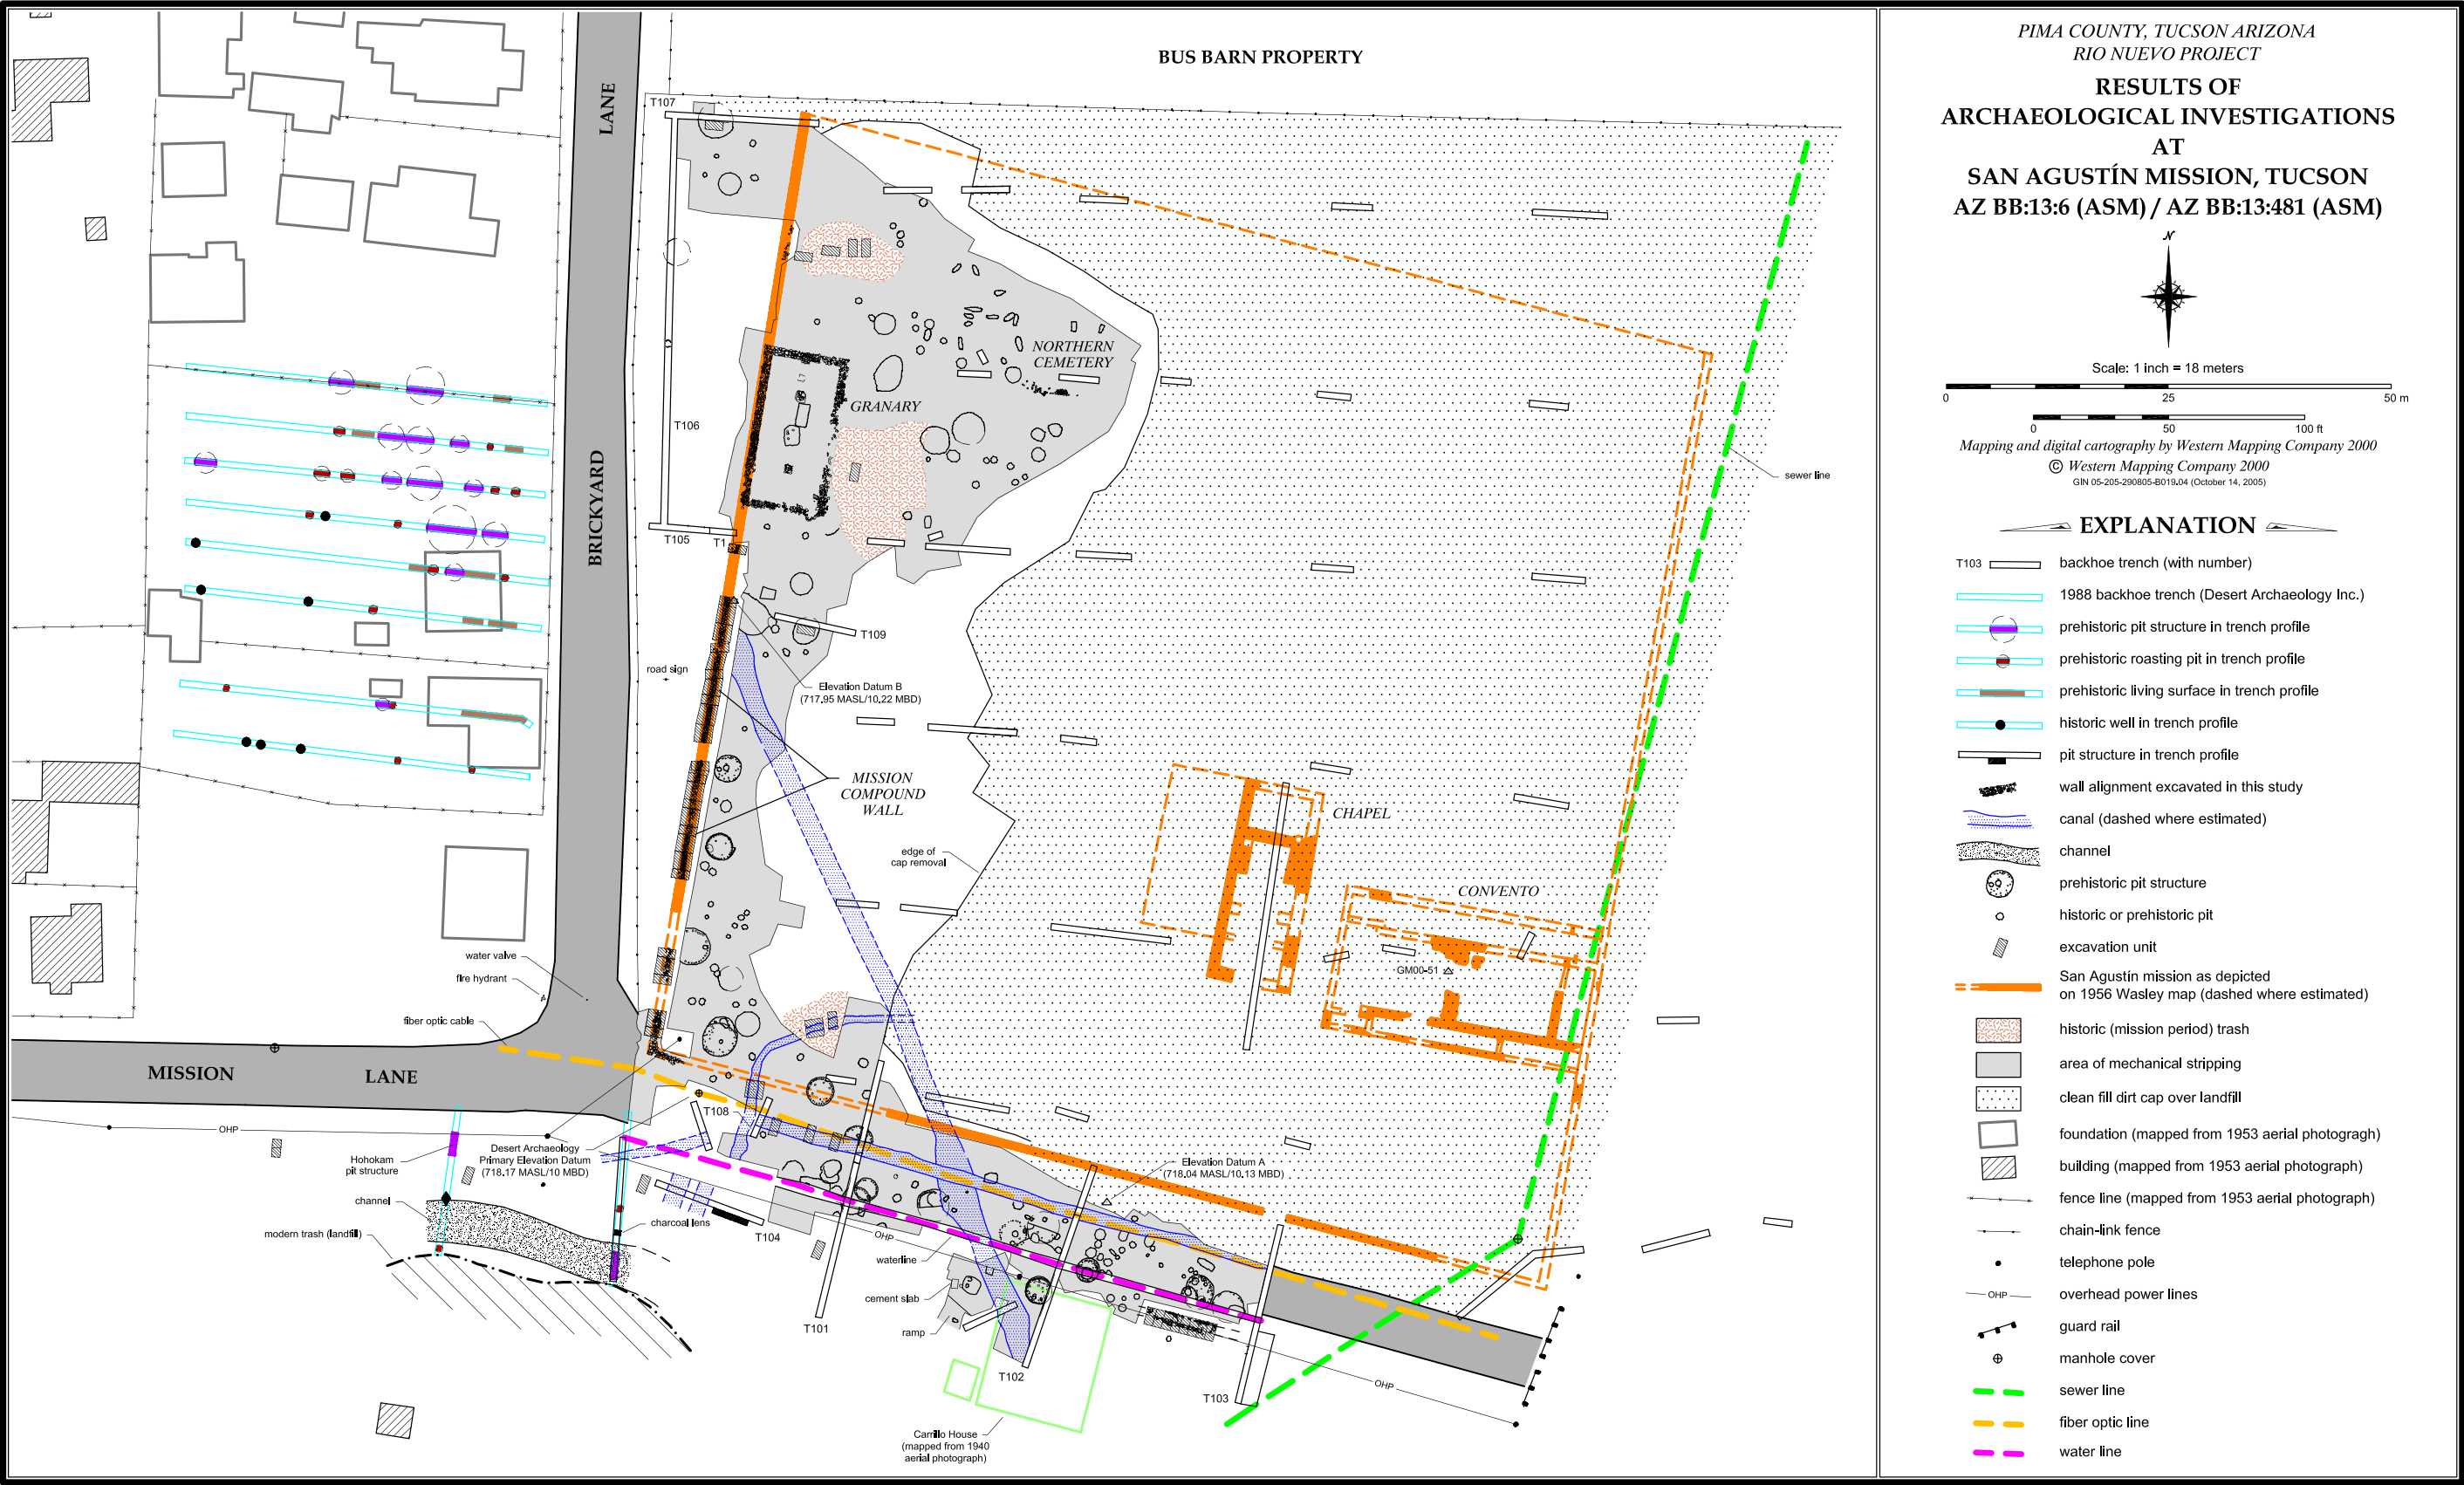 BUS BARN PROPERTY
T107
LANE
BRICKYARD
T106
T105
T1
NORTHERN
CEMETERY
GRANARY
T109
road sign
Elevation Datum B
(717.95 MASL/10.22 MBD)
MISSION
COMPOUND
WALL
edge of
cap removal
CHAPEL
CONVENTO
GM00-51
sewer line
water valve
fire hydrant
fiber optic cable
MISSION
LANE
OHP
T108
Desert Archaeology
Primary Elevation Datum
(718.17 MASL/10 MBD)
Hohokam
pit structure
channel
modern trash (landfill)
charcoal lens
T104
OHP
waterline
cement slab
ramp
T101
T102
T103
OHP
Elevation Datum A
(718.04 MASL/10.13 MBD)
Carrillo House
(mapped from 1940
aerial photograph)
PIMA COUNTY, TUCSON ARIZONA
RIO NUEVO PROJECT
RESULTS OF
ARCHAEOLOGICAL INVESTIGATIONS
AT
SAN AGUSTÍN MISSION, TUCSON
AZ BB:13:6 (ASM) / AZ BB:13:481 (ASM)
N
Scale: 1 inch = 18 meters
0 25 50 m
0 50 100 ft
Mapping and digital cartography by Western Mapping Company 2000
© Western Mapping Company 2000
GIN 05-205-290805-B019-04 (October 14, 2005)
EXPLANATION
T103 backhoe trench (with number)
1988 backhoe trench (Desert Archaeology Inc.)
prehistoric pit structure in trench profile
prehistoric roasting pit in trench profile
prehistoric living surface in trench profile
historic well in trench profile
pit structure in trench profile
wall alignment excavated in this study
canal (dashed where estimated)
channel
prehistoric pit structure
historic or prehistoric pit
excavation unit
San Agustín mission as depicted
on 1956 Wasley map (dashed where estimated)
historic (mission period) trash
area of mechanical stripping
clean fill dirt cap over landfill
foundation (mapped from 1953 aerial photogragh)
building (mapped from 1953 aerial photograph)
fence line (mapped from 1953 aerial photograph)
chain-link fence
telephone pole
OHP overhead power lines
guard rail
manhole cover
sewer line
fiber optic line
water line